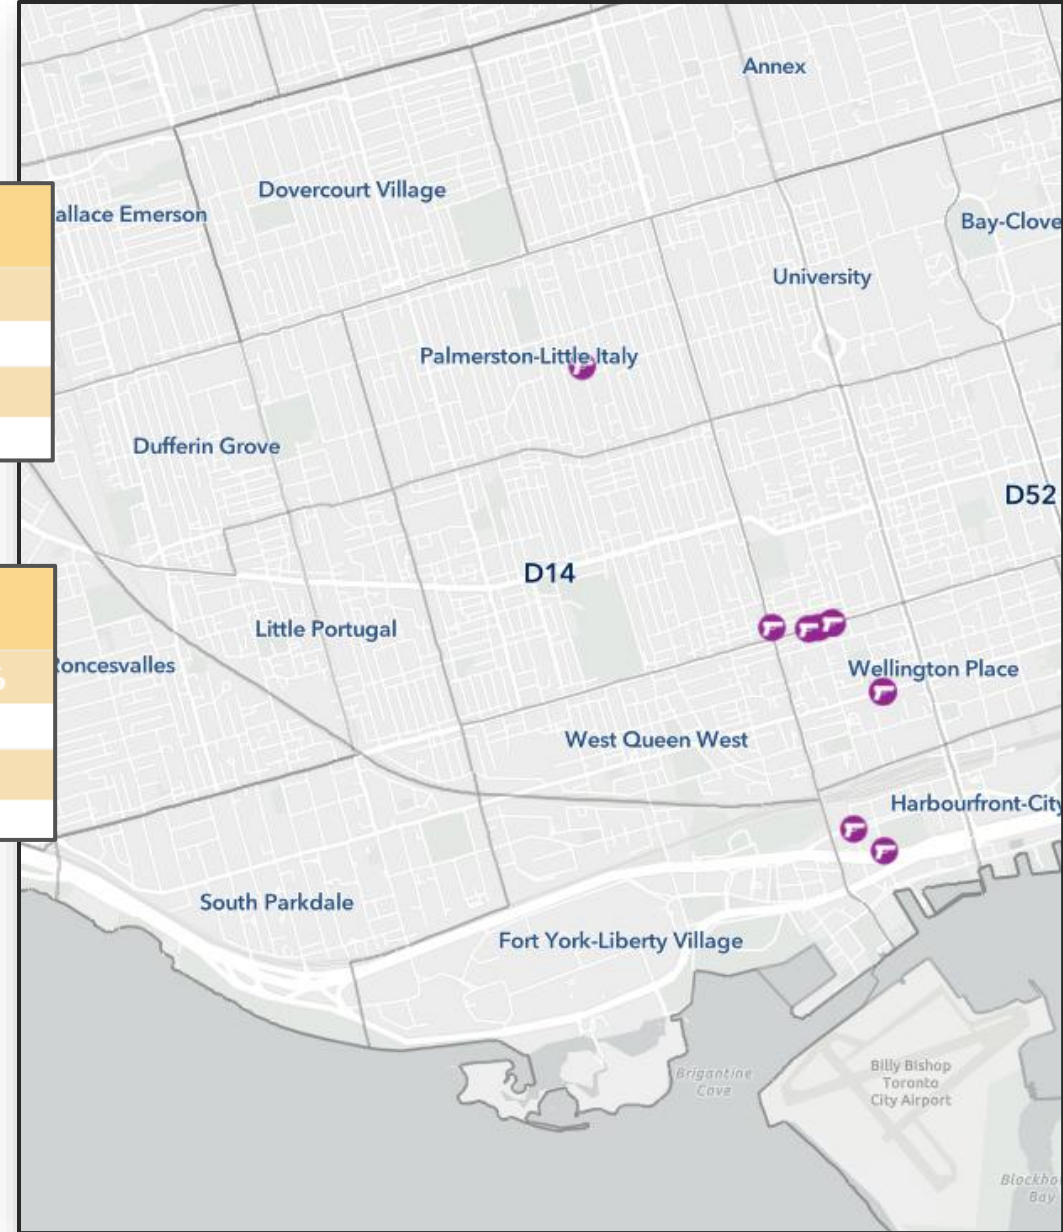 Annex
Dovercourt Village
allace Emerson
Bay-Clove
University
Palmerston-Little Italy
Dufferin Grove
D52
D14
Little Portugal
Roncesvalles
Wellington Place
West Queen West
Harbourfront-City
South Parkdale
Fort York-Liberty Village
Billy Bishop
Toronto
City Airport
Brigantine
Cove
Blockho
Bay